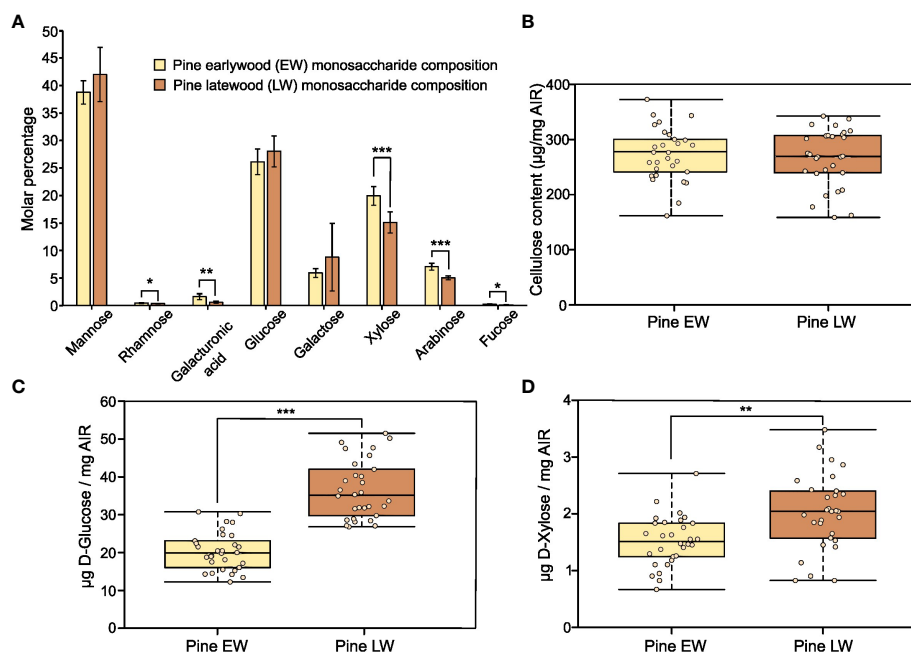 A
Molar percentage
50
45
40
35
30
25
20
15
10
5
0
Pine earlywood (EW) monosaccharide composition
Pine latewood (LW) monosaccharide composition
*
**
***
***
*
Mannose
Rhamnose
Galacturonic
acid
Glucose
Galactose
Xylose
Arabinose
Fucose
B
Cellulose content (µg/mg AIR)
400
300
200
100
0
Pine EW
Pine LW
C
µg D-Glucose / mg AIR
60
50
40
30
20
10
0
***
Pine EW
Pine LW
D
µg D-Xylose / mg AIR
4
3
2
1
0
**
Pine EW
Pine LW